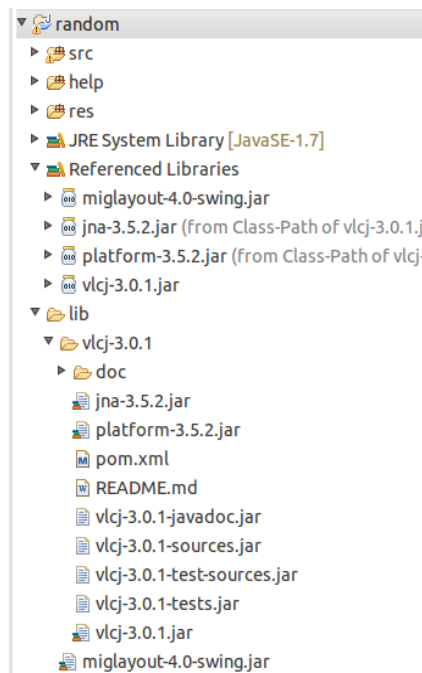 random
src
help
res
JRE System Library [JavaSE-1.7]
Referenced Libraries
miglayout-4.0-swing.jar
jna-3.5.2.jar (from Class-Path of vlcj-3.0.1.j
platform-3.5.2.jar (from Class-Path of vlcj-
vlcj-3.0.1.jar
lib
vlcj-3.0.1
doc
jna-3.5.2.jar
platform-3.5.2.jar
pom.xml
README.md
vlcj-3.0.1-javadoc.jar
vlcj-3.0.1-sources.jar
vlcj-3.0.1-test-sources.jar
vlcj-3.0.1-tests.jar
vlcj-3.0.1.jar
miglayout-4.0-swing.jar